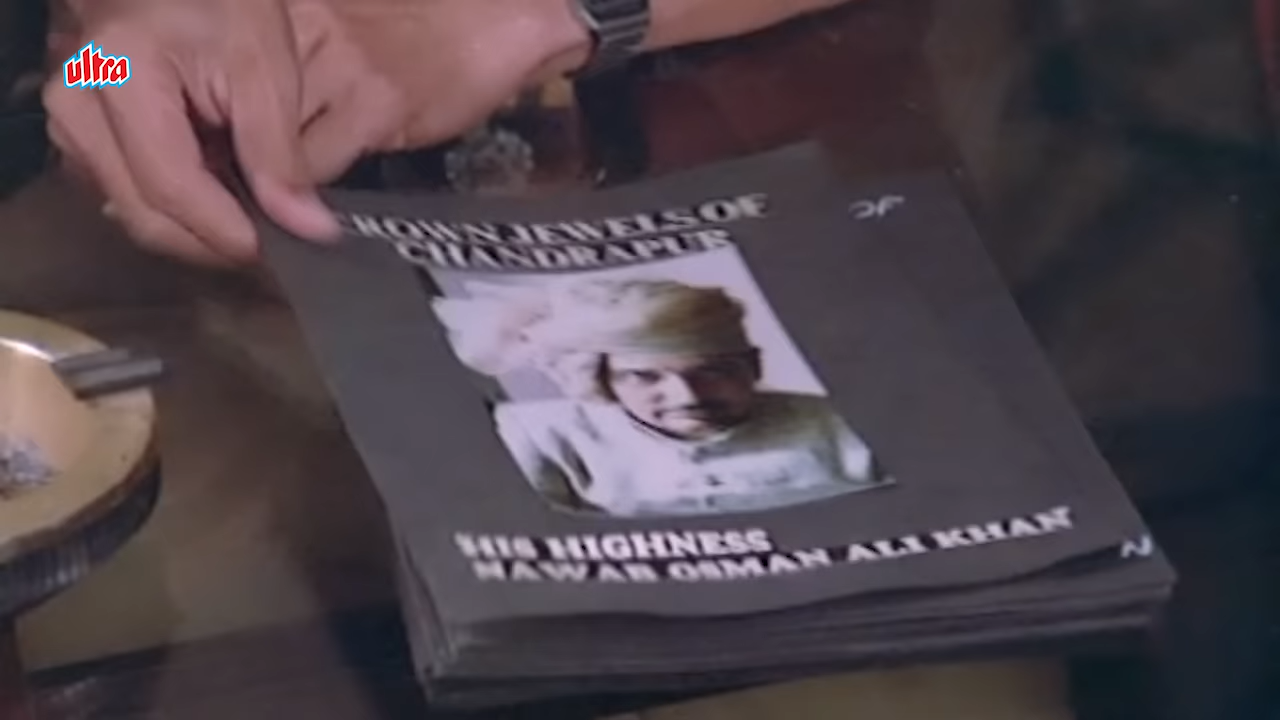 ultra
CROWN JEWELS OF
CHANDRAPUR
HIS HIGHNESS
NAWAB OSMAN ALI KHAN